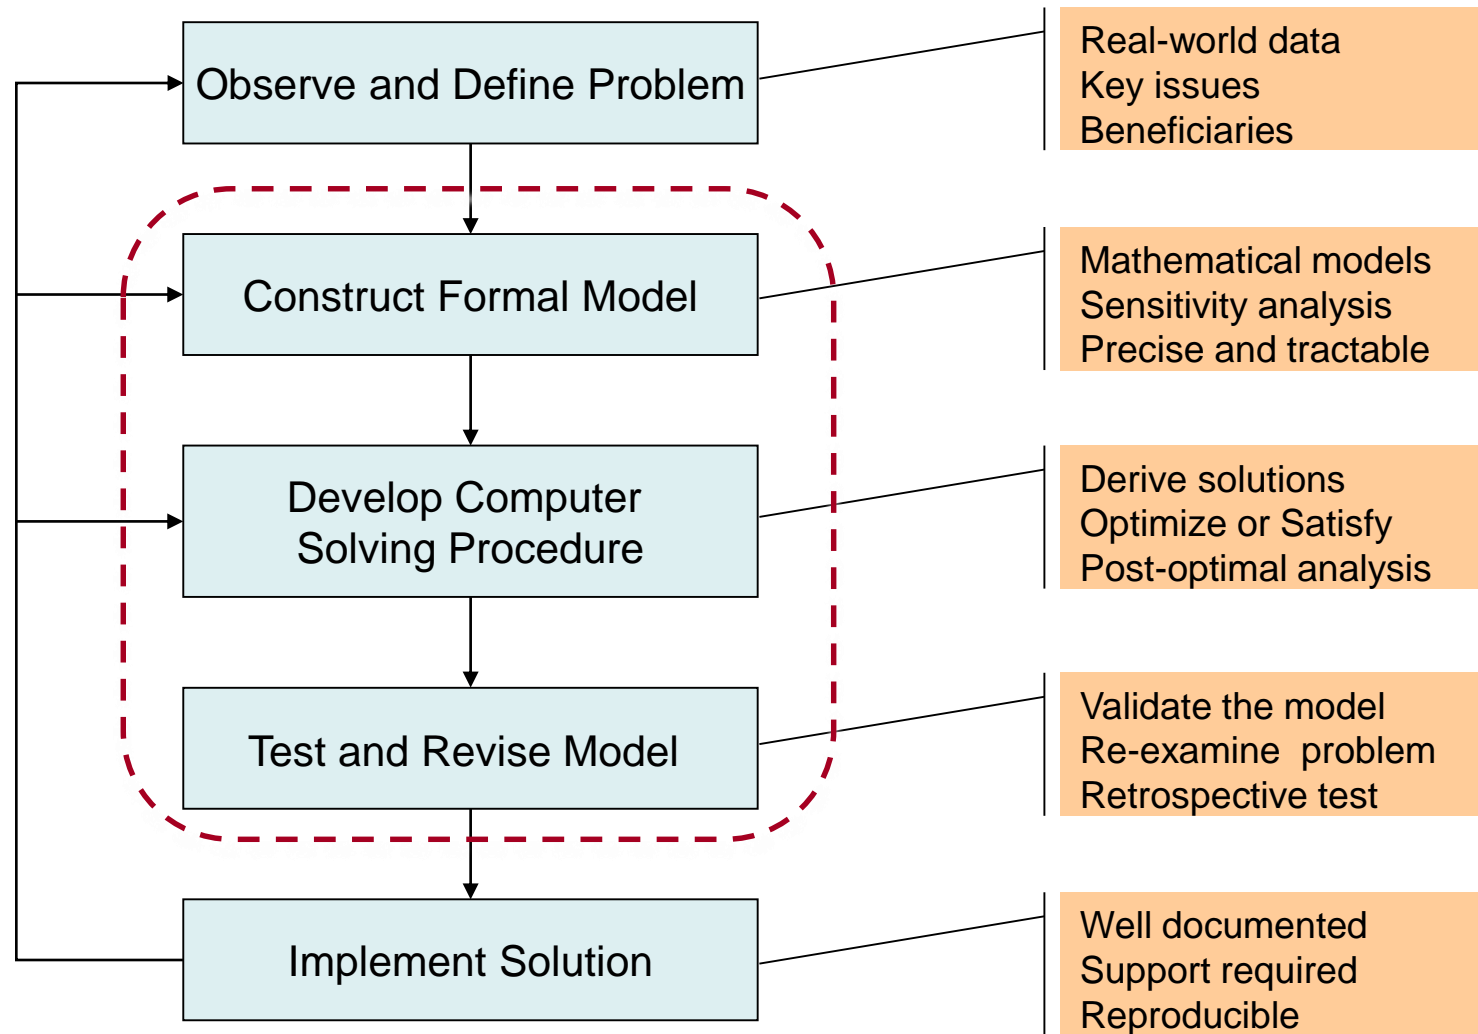 Observe and Define Problem
Real-world data
Key issues
Beneficiaries
Construct Formal Model
Mathematical models
Sensitivity analysis
Precise and tractable
Develop Computer
Solving Procedure
Derive solutions
Optimize or Satisfy
Post-optimal analysis
Test and Revise Model
Validate the model
Re-examine  problem
Retrospective test
Implement Solution
Well documented
Support required
Reproducible